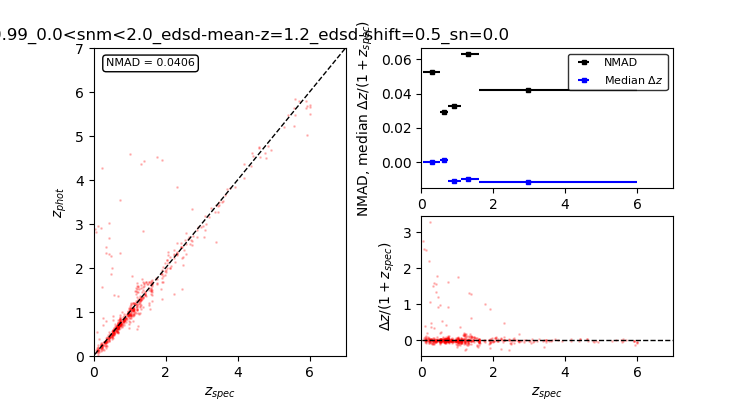 0.99_0.0<snm<2.0_edsd-mean-z=1.2_edsd-shift=0.5_sn=0.0
NMAD = 0.0406
z_phot
7
6
5
4
3
2
1
0
0 2 4 6
z_spec
NMAD, median Δz/(1 + z_spec)
0.06
0.04
0.02
0.00
NMAD
Median Δz
0 2 4 6
Δz/(1 + z_spec)
3
2
1
0
0 2 4 6
z_spec